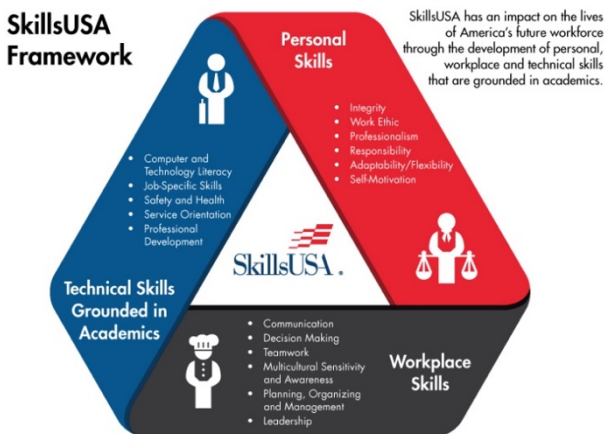 SkillsUSA
Framework
SkillsUSA has an impact on the lives
of America's future workforce
through the development of personal,
workplace and technical skills
that are grounded in academics.
Personal
Skills
• Integrity
• Work Ethic
• Professionalism
• Responsibility
• Adaptability/Flexibility
• Self-Motivation
• Computer and
Technology Literacy
• Job-Specific Skills
• Safety and Health
• Service Orientation
• Professional
Development
Technical Skills
Grounded in
Academics
SkillsUSA.
• Communication
• Decision Making
• Teamwork
• Multicultural Sensitivity
and Awareness
• Planning, Organizing
and Management
• Leadership
Workplace
Skills